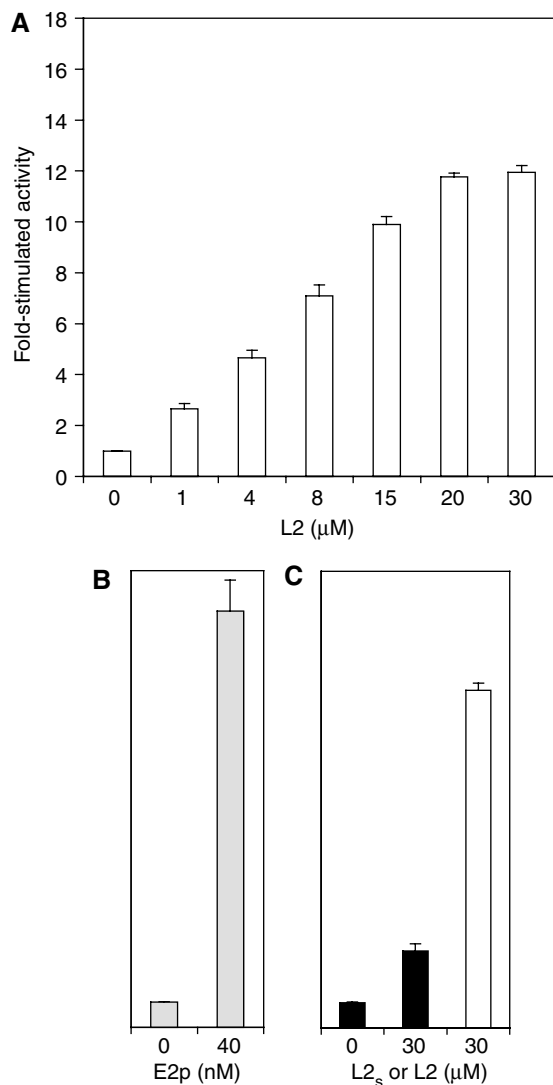 A
18
16
14
12
10
8
6
4
2
0
Fold-stimulated activity
0 1 4 8 15 20 30
L2 (μM)
B
0 40
E2p (nM)
C
0 30 30
L2s or L2 (μM)